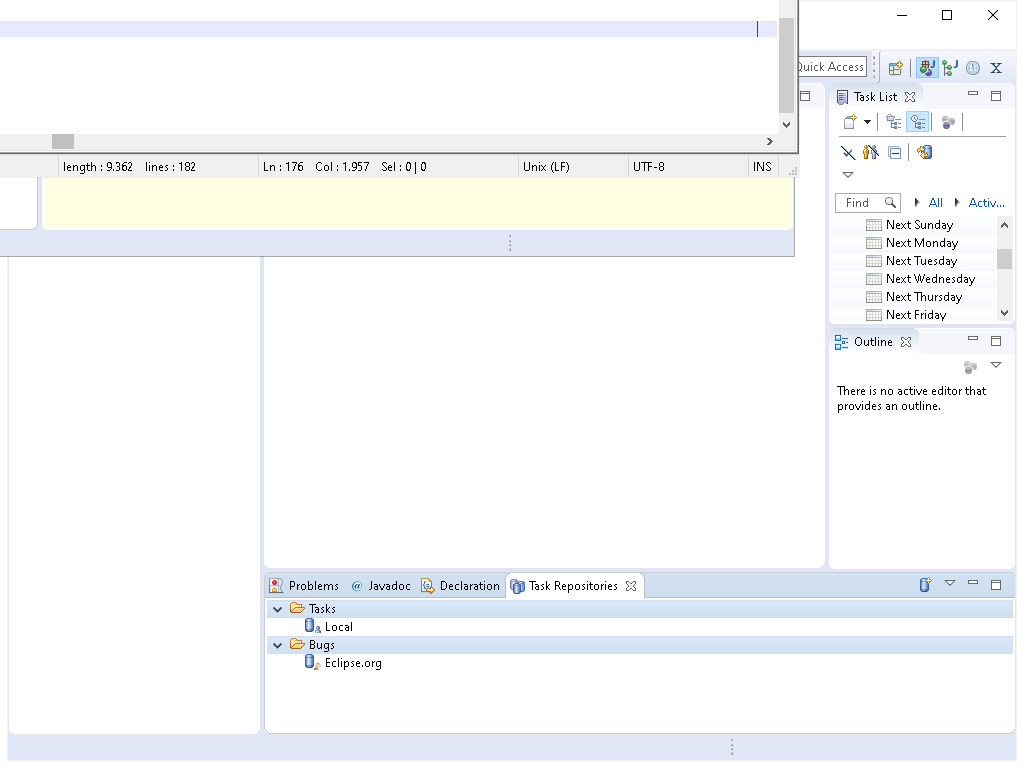 Quick Access
Task List
Find
All
Activ...
length : 9.362 lines : 182
Ln : 176 Col : 1.957 Sel : 0 | 0
Unix (LF)
UTF-8
INS
Next Sunday
Next Monday
Next Tuesday
Next Wednesday
Next Thursday
Next Friday
Outline
There is no active editor that
provides an outline.
Problems
@ Javadoc
Declaration
Task Repositories
Tasks
Local
Bugs
Eclipse.org